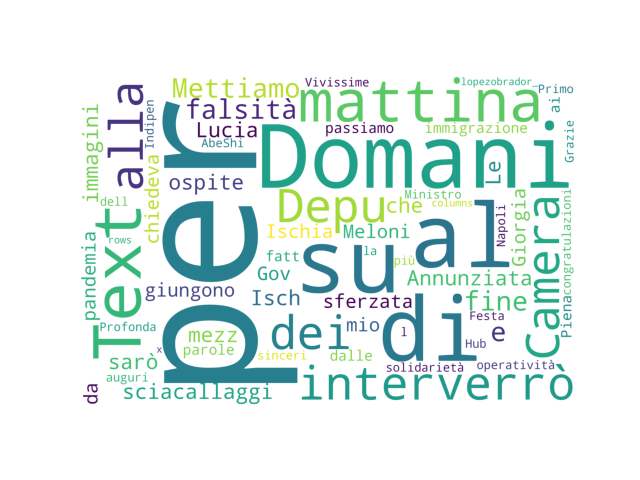 lopezobrador_
Vivissime
Mettiamo
Primo
mattina
ai
immagini
alla
Indipen
falsità
Lucia
passiamo
immigrazione
Grazie
AbeShi
Domani
Le
ospite
chiedeva
per
Depu
che
Ministro
columns
dell
Text
rows
Ischia
Meloni
su
al
Napoli
Giorgia
Camera
congratulazioni
Piena
pandemia
fatt
la
Gov
più
Annunziata
giungono
Isch
sferzata
fine
Profonda
mezz
dei
mio
di
l
Festa
e
Hub
x
parole
sinceri
dalle
sarò
solidarietà
operatività
auguri
da
sciacallaggi
interverrò